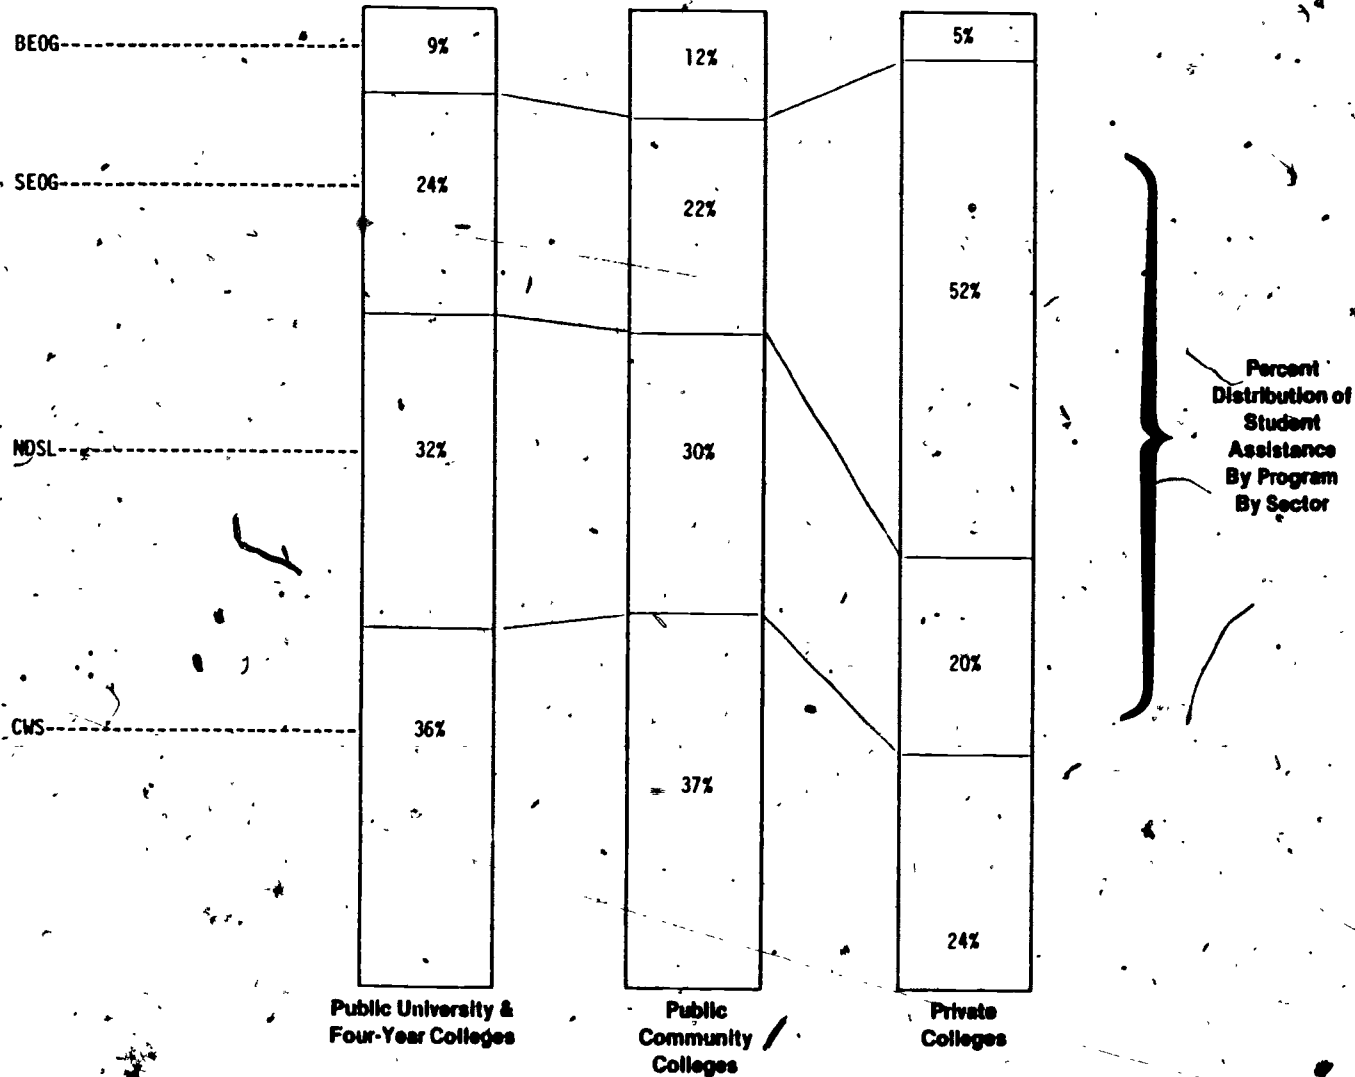 BEOG
9%
12%
5%
SEOG
24%
22%
52%
Percent
Distribution of
Student
Assistance
By Program
By Sector
NDSL
32%
30%
20%
CWS
36%
37%
24%
Public University &
Four-Year Colleges
Public
Community
Colleges
Private
Colleges